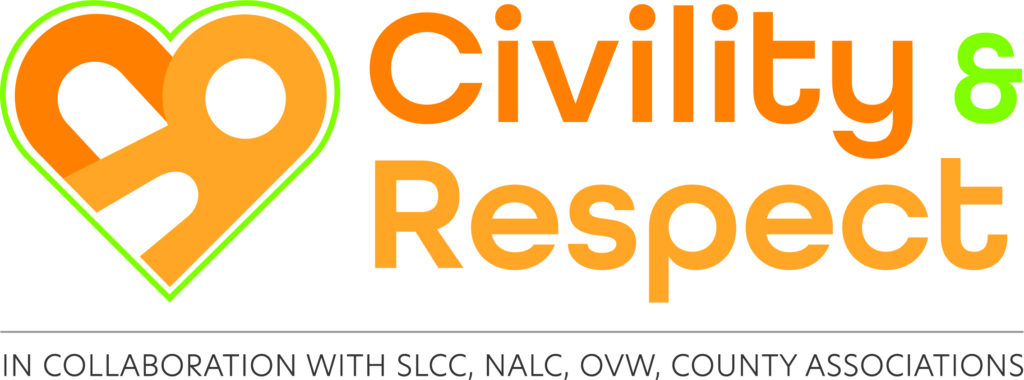 Civility &
Respect
IN COLLABORATION WITH SLCC, NALC, OVW, COUNTY ASSOCIATIONS